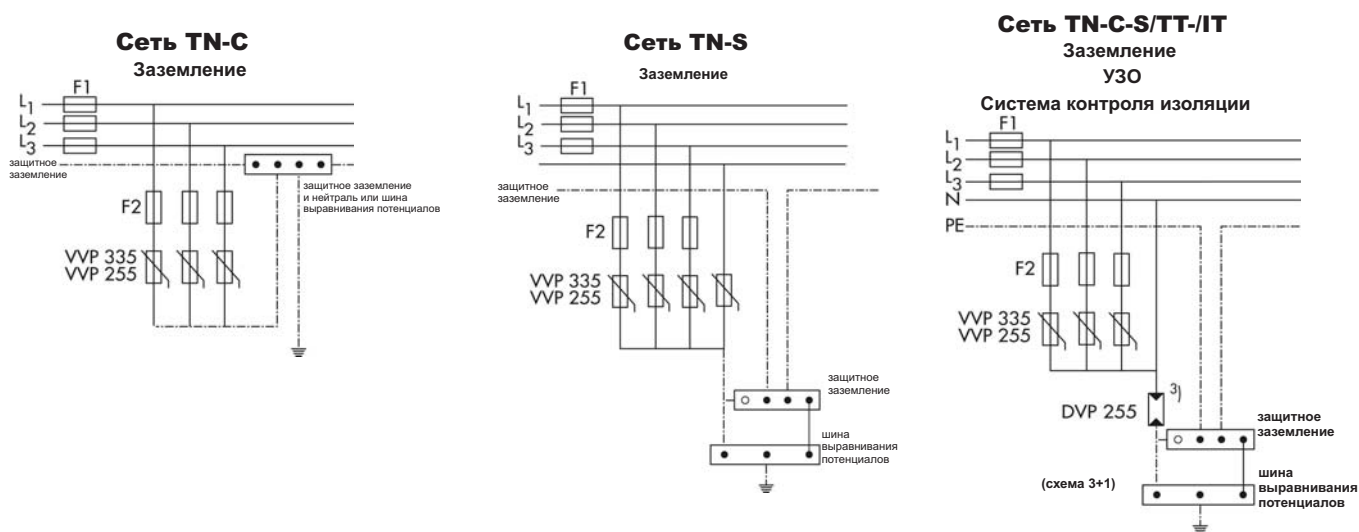 Сеть TN-C
Заземление
F1
L1
L2
L3
защитное
заземление
защитное заземление
и нейтраль или шина
выравнивания потенциалов
F2
VVP 335
VVP 255
Сеть TN-S
Заземление
F1
L1
L2
L3
защитное
заземление
F2
VVP 335
VVP 255
защитное
заземление
шина
выравнивания
потенциалов
Сеть TN-C-S/TT-/IT
Заземление
УЗО
Система контроля изоляции
F1
L1
L2
L3
N
PE
F2
VVP 335
VVP 255
3)
DVP 255
защитное
заземление
(схема 3+1)
шина
выравнивания
потенциалов